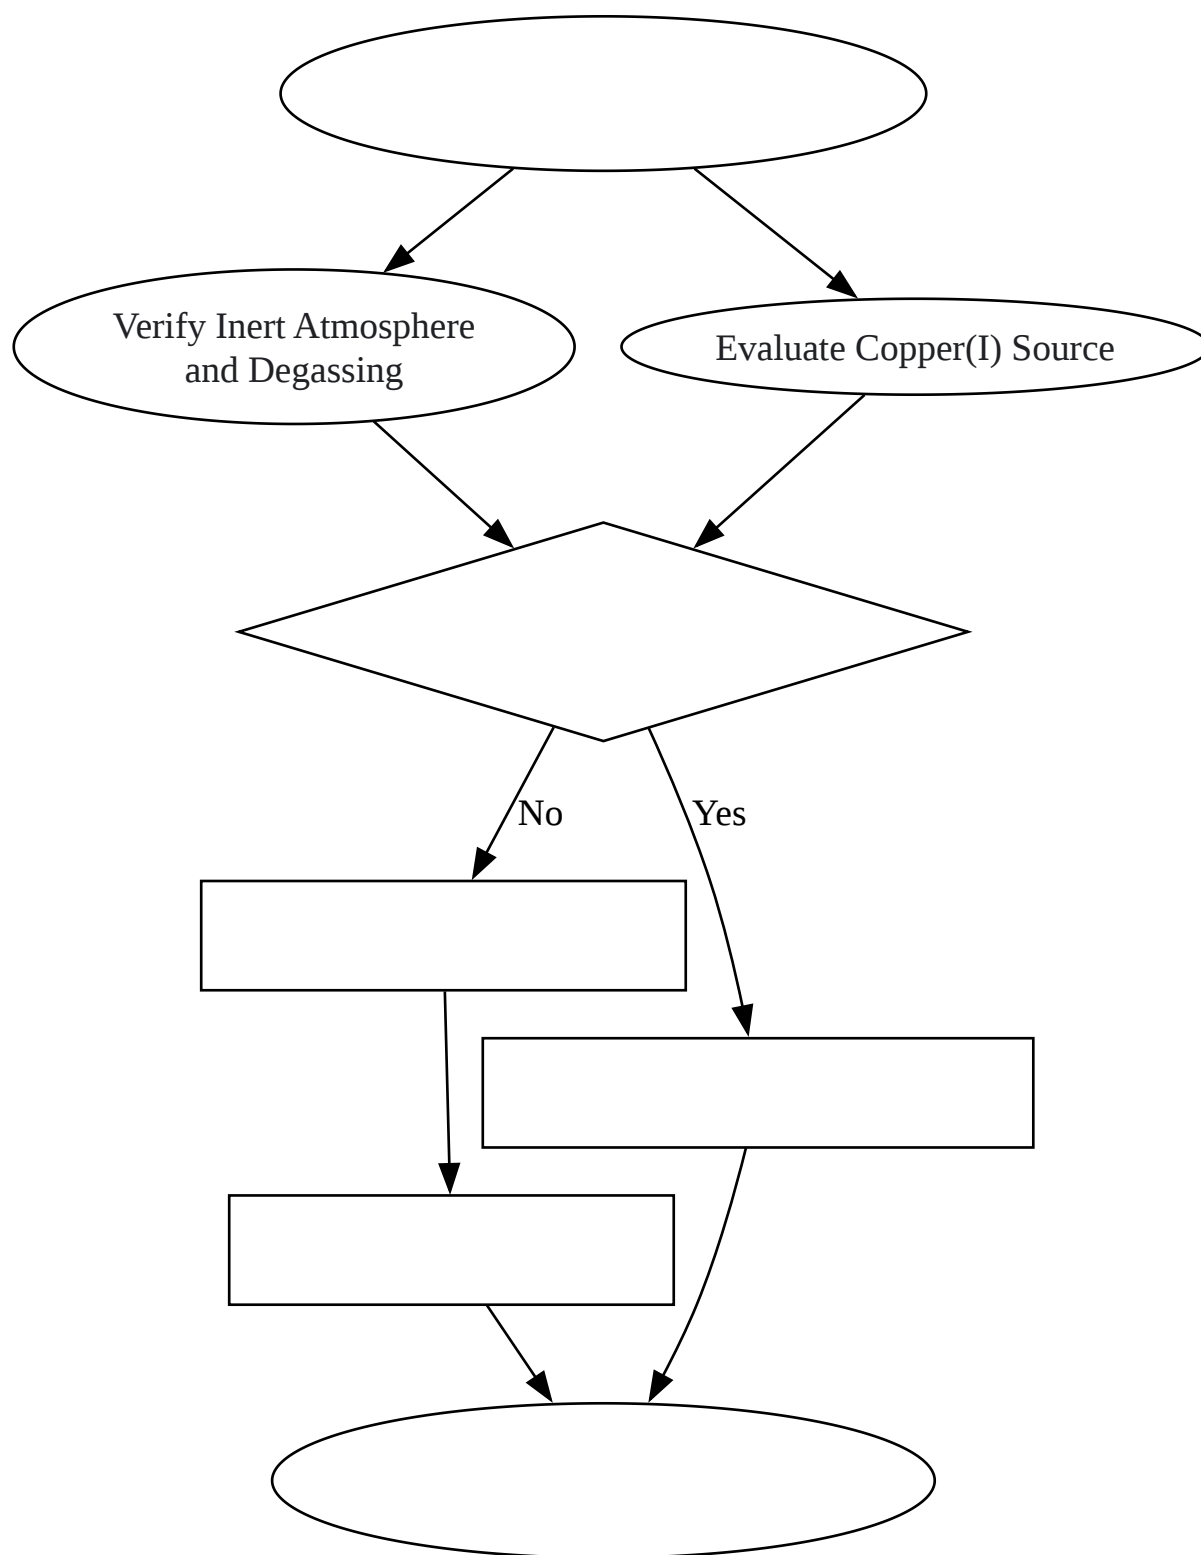 Verify Inert Atmosphere
and Degassing
Evaluate Copper(I) Source
No
Yes